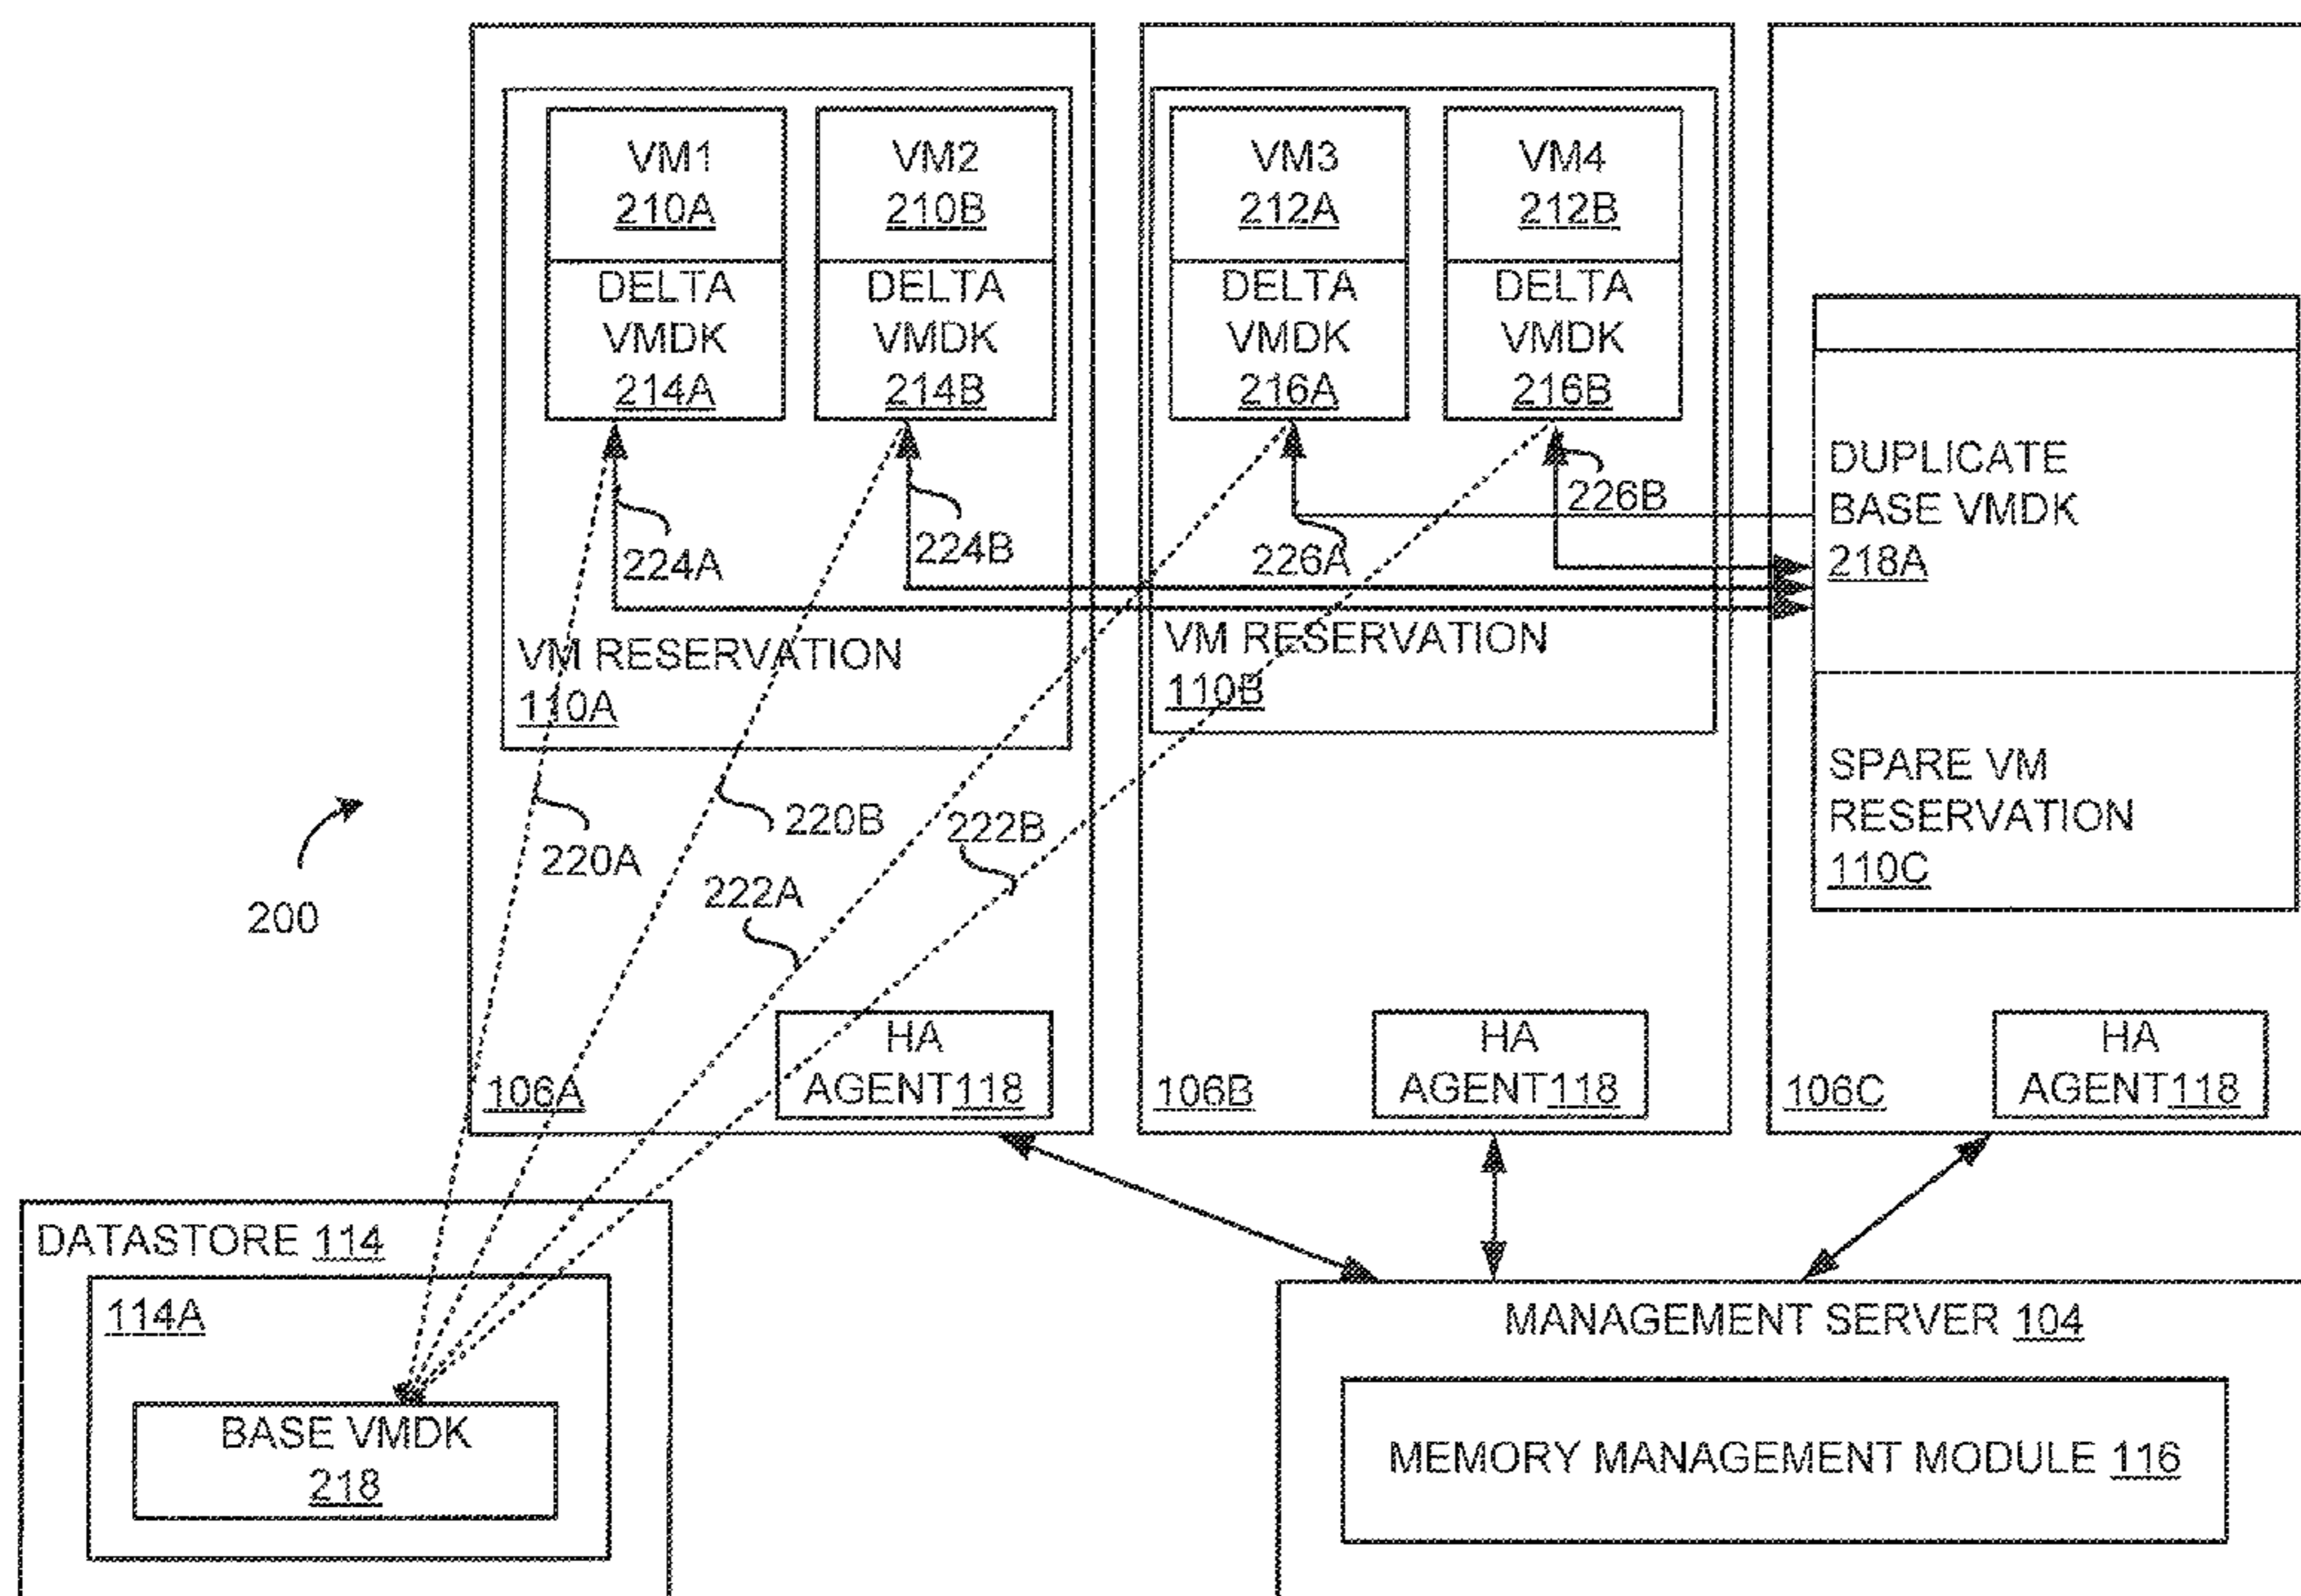 VM1
210A
DELTA
VMDK
214A
VM2
210B
DELTA
VMDK
214B
VM3
212A
DELTA
VMDK
216A
VM4
212B
DELTA
VMDK
216B
224A
224B
226A
226B
DUPLICATE
BASE VMDK
218A
VM RESERVATION
110A
VM RESERVATION
110B
SPARE VM
RESERVATION
110C
200
220A
220B
222A
222B
106A
HA
AGENT118
106B
HA
AGENT118
106C
HA
AGENT118
DATASTORE 114
114A
BASE VMDK
218
MANAGEMENT SERVER 104
MEMORY MANAGEMENT MODULE 116